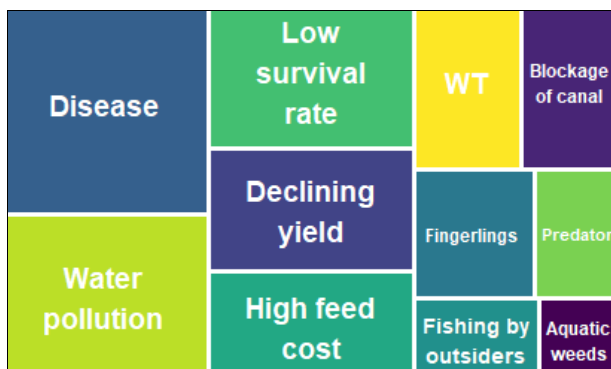 Disease
Water
pollution
Low
survival
rate
Declining
yield
High feed
cost
WT
Blockage
of canal
Fingerlings
Predator
Fishing by
outsiders
Aquatic
weeds